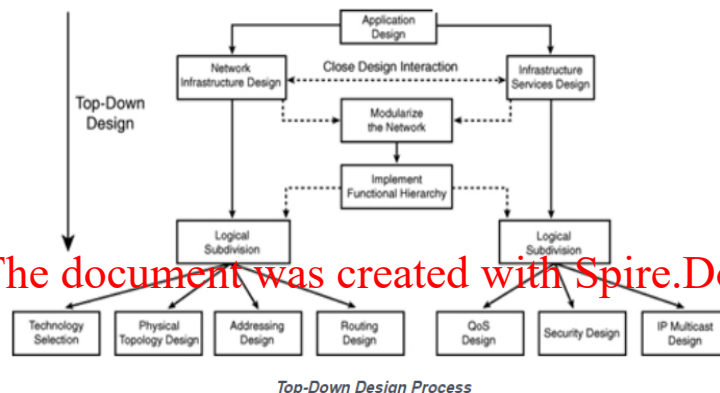 Application
Design
Network
Infrastructure Design
Close Design Interaction
Infrastructure
Services Design
Top-Down
Design
Modularize
the Network
Implement
Functional Hierarchy
Logical
Subdivision
Logical
Subdivision
The document was created with Spire.Do
Technology
Selection
Physical
Topology Design
Addressing
Design
Routing
Design
QoS
Design
Security Design
IP Multicast
Design
Top-Down Design Process